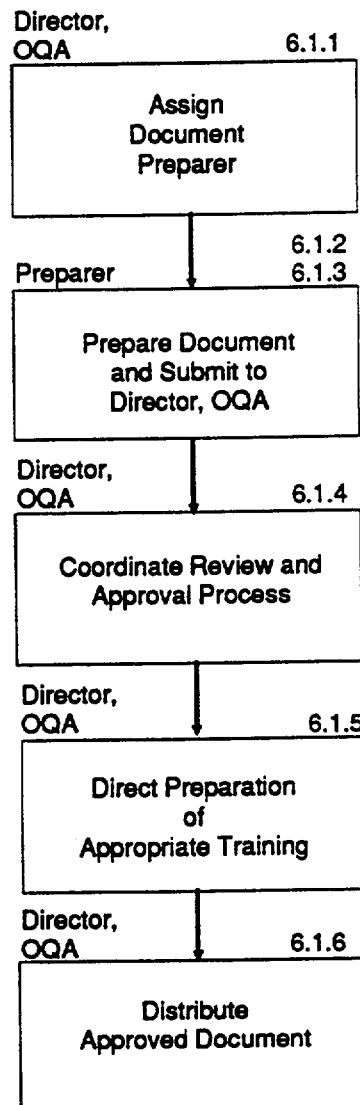 Director,
OQA 6.1.1
Assign
Document
Preparer
6.1.2
Preparer 6.1.3
Prepare Document
and Submit to
Director, OQA
Director,
OQA 6.1.4
Coordinate Review and
Approval Process
Director,
OQA 6.1.5
Direct Preparation
of
Appropriate Training
Director,
OQA 6.1.6
Distribute
Approved Document